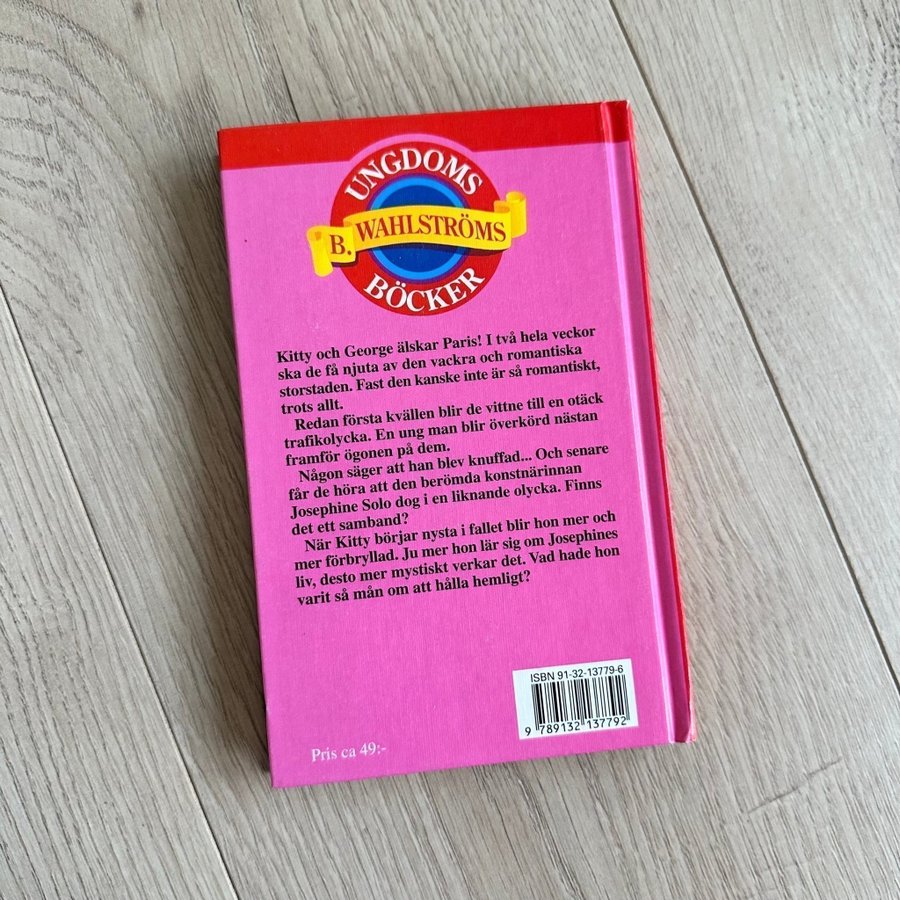 UNGDOMS
B. WAHLSTRÖMS
BÖCKER
Kitty och George älskar Paris! I två hela veckor
ska de få njuta av den vackra och romantiska
storstaden. Fast den kanske inte är så romantiskt,
trots allt.
Redan första kvällen blir de vittne till en otäck
trafikolycka. En ung man blir överkörd nästan
framför ögonen på dem.
Någon säger att han blev knuffad... Och senare
får de höra att den berömda konstnärinnan
Josephine Solo dog i en liknande olycka. Finns
det ett samband?
När Kitty börjar nysta i fallet blir hon mer och
mer förbryllad. Ju mer hon lär sig om Josephines
liv, desto mer mystiskt verkar det. Vad hade hon
varit så mån om att hålla hemligt?
ISBN 91-32-13779-6
9 789132 137792
Pris ca 49:-